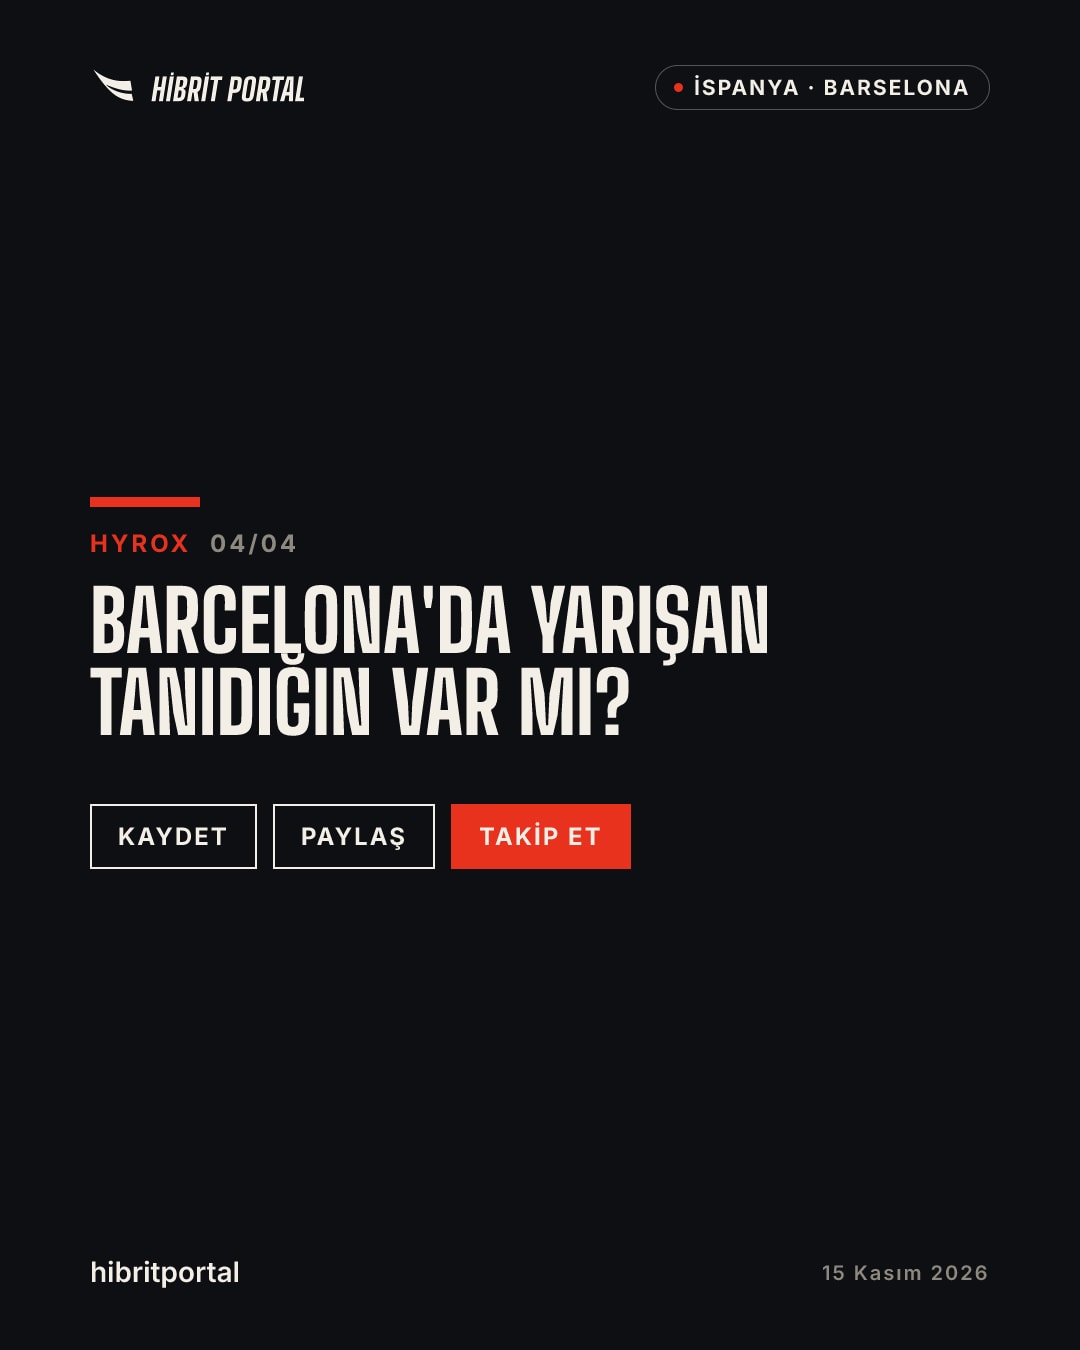 HİBRİT PORTAL
İSPANYA · BARSELONA
HYROX 04/04
BARCELONA'DA YARIŞAN
TANIDIĞIN VAR MI?
KAYDET PAYLAŞ TAKİP ET
hibritportal
15 Kasım 2026